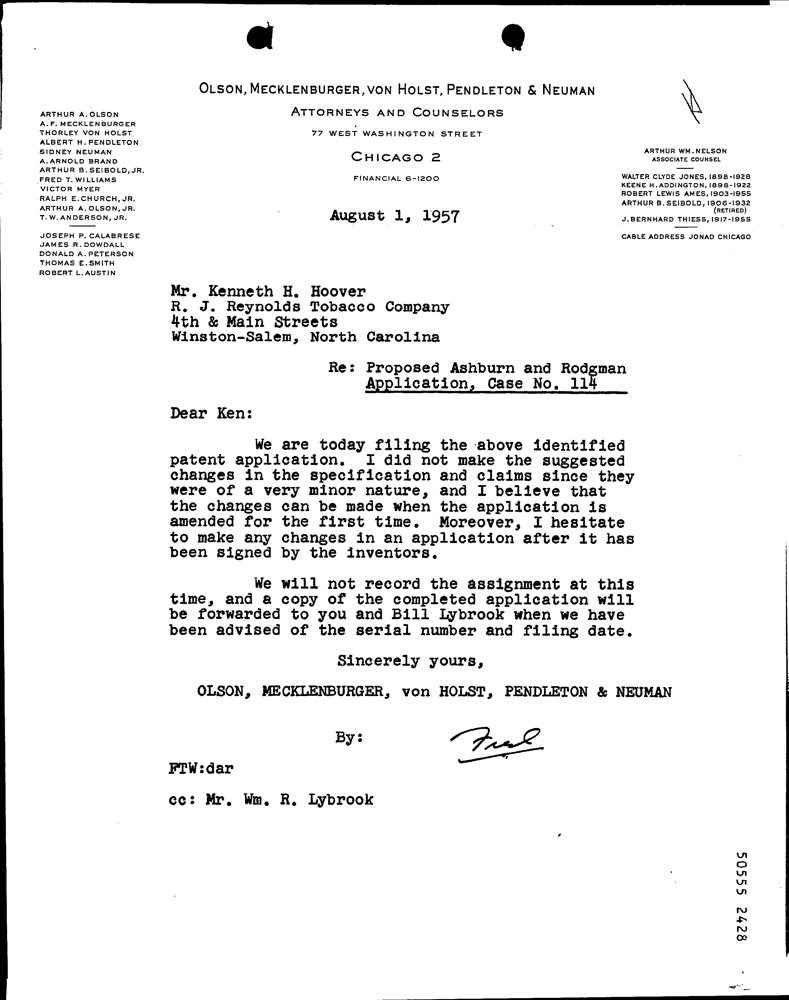 OLSON, MECKLENBURGER, VON HOLST, PENDLETON & NEUMAN
ATTORNEYS AND COUNSELORS
77 WEST WASHINGTON STREET
CHICAGO 2
FINANCIAL 6-1200
ARTHUR A. OLSON
A. F. MECKLENBURGER
THORLEY VON HOLST
ALBERT H. PENDLETON
SIDNEY NEUMAN
A. ARNOLD BRAND
ARTHUR B. SEIBOLD, JR.
FRED T. WILLIAMS
VICTOR MYER
RALPH E. CHURCH, JR.
ARTHUR A. OLSON, JR.
T. W. ANDERSON, JR.
JOSEPH P. CALABRESE
JAMES R. DOWDALL
DONALD A. PETERSON
THOMAS E. SMITH
ROBERT L. AUSTIN
ARTHUR WM. NELSON
ASSOCIATE COUNSEL
WALTER CLYDE JONES, 1898-1928
KEENE H. ADDINGTON, 1898-1922
ROBERT LEWIS AMES, 1903-1955
ARTHUR B. SEIBOLD, 1906-1932
(RETIRED)
J. BERNHARD THIESS, 1917-1955
CABLE ADDRESS JONAD CHICAGO
August 1, 1957
Mr. Kenneth H. Hoover
R. J. Reynolds Tobacco Company
4th & Main Streets
Winston-Salem, North Carolina
Re: Proposed Ashburn and Rodgman
Application, Case No. 114
Dear Ken:
We are today filing the above identified
patent application. I did not make the suggested
changes in the specification and claims since they
were of a very minor nature, and I believe that
the changes can be made when the application is
amended for the first time. Moreover, I hesitate
to make any changes in an application after it has
been signed by the inventors.
We will not record the assignment at this
time, and a copy of the completed application will
be forwarded to you and Bill Lybrook when we have
been advised of the serial number and filing date.
Sincerely yours,
OLSON, MECKLENBURGER, von HOLST, PENDLETON & NEUMAN
By: Fred
FTW:dar
cc: Mr. Wm. R. Lybrook
50555 2428